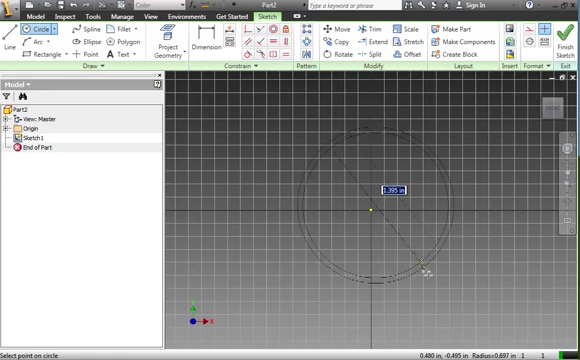 Part2
Type a keyword or phrase
Sign In
Sketch
Inspect
Tools
Manage
View
Environments
Get Started
Line
Circle
Arc
Rectangle
Spline
Ellipse
Point
Fillet
Polygon
Text
Project Geometry
Dimension
Move
Copy
Rotate
Trim
Extend
Split
Scale
Stretch
Offset
Make Part
Make Components
Create Block
Finish Sketch
Draw
Constrain
Pattern
Modify
Layout
Insert
Format
Exit
Model
Part2
View: Master
Origin
Sketch1
End of Part
1.395 in
X
Select point on circle
0.480 in, -0.495 in Radius=0.697 in 1 1